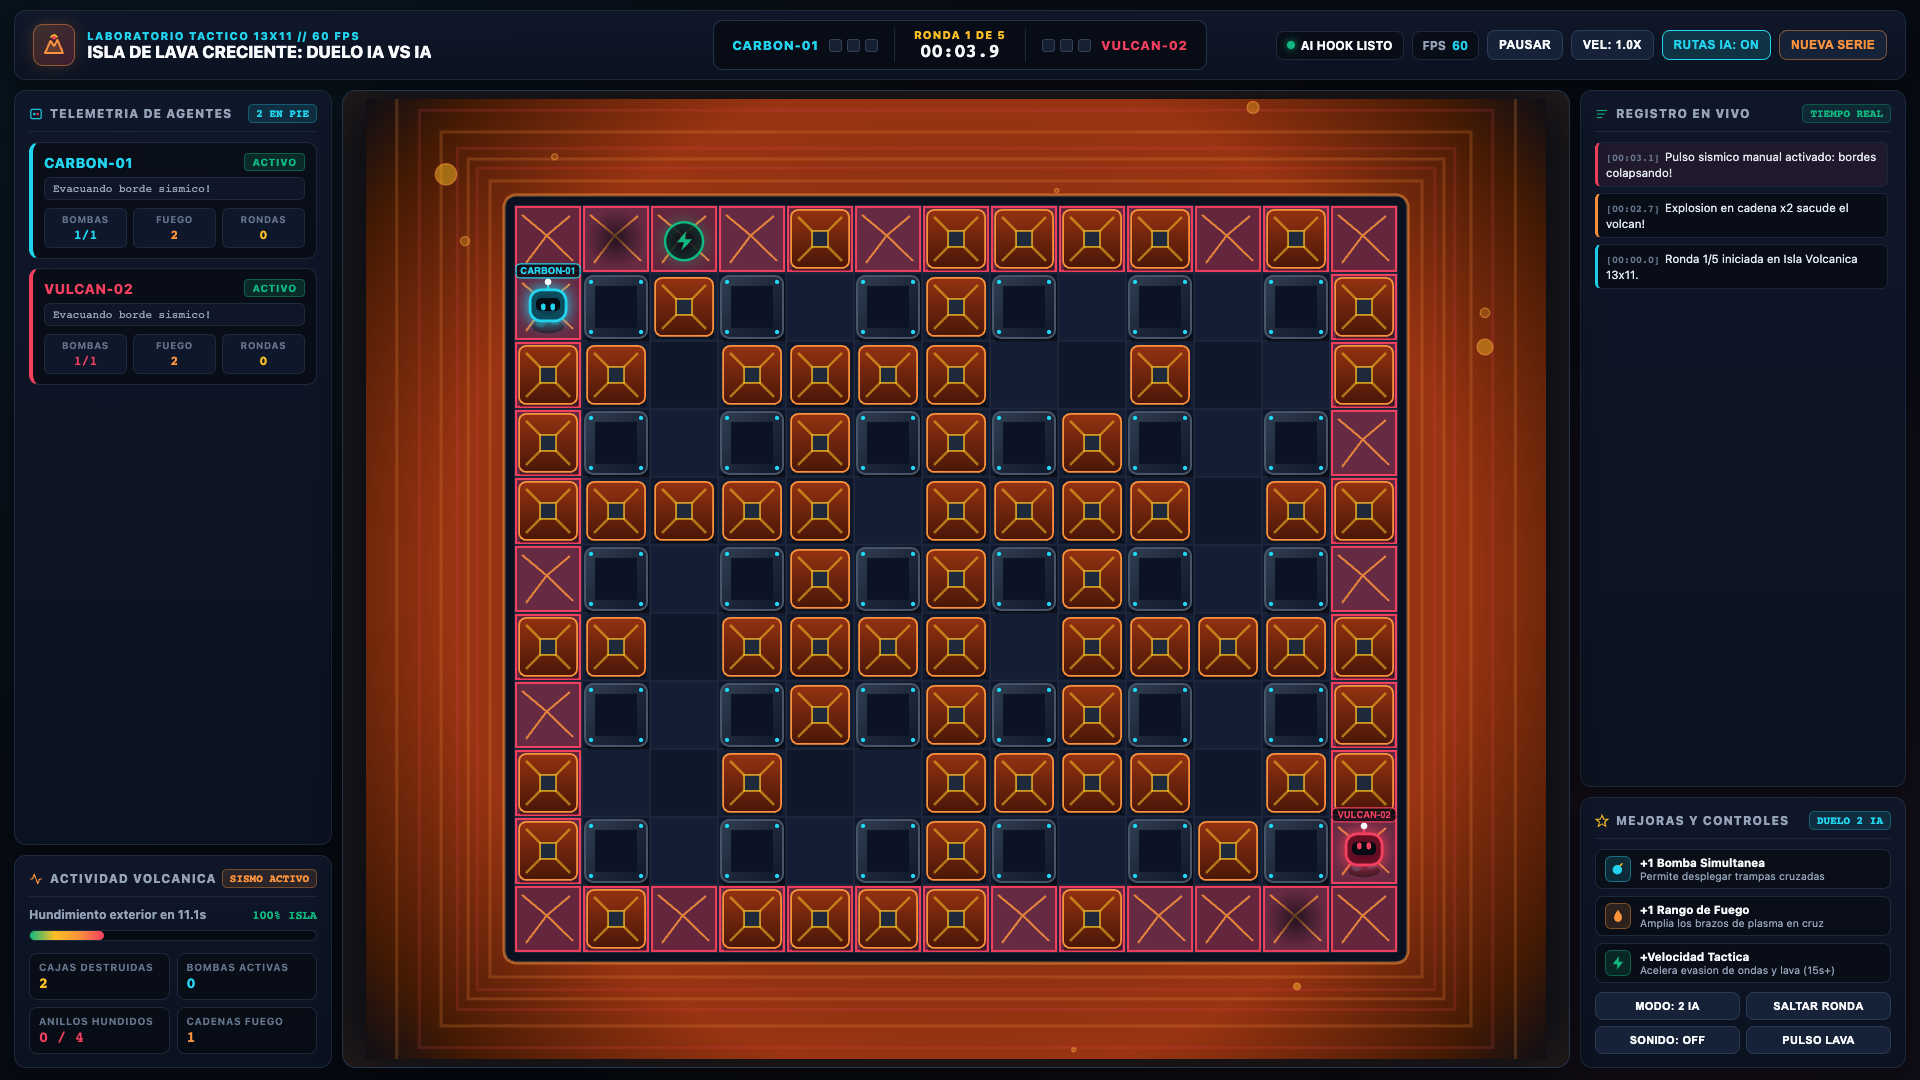 LABORATORIO TACTICO 13X11 // 60 FPS
ISLA DE LAVA CRECIENTE: DUELO IA VS IA
CARBON-01
RONDA 1 DE 5
00:03.9
VULCAN-02
AI HOOK LISTO
FPS 60
PAUSAR
VEL: 1.0X
RUTAS IA: ON
NUEVA SERIE
TELEMETRIA DE AGENTES
2 EN PIE
CARBON-01
ACTIVO
Evacuando borde sismico!
BOMBAS
1/1
FUEGO
2
RONDAS
0
VULCAN-02
ACTIVO
Evacuando borde sismico!
BOMBAS
1/1
FUEGO
2
RONDAS
0
ACTIVIDAD VOLCANICA
SISMO ACTIVO
Hundimiento exterior en 11.1s
100% ISLA
CAJAS DESTRUIDAS
2
BOMBAS ACTIVAS
0
ANILLOS HUNDIDOS
0 / 4
CADENAS FUEGO
1
CARBON-01
VULCAN-02
REGISTRO EN VIVO
TIEMPO REAL
[00:03.1] Pulso sismico manual activado: bordes
colapsando!
[00:02.7] Explosion en cadena x2 sacude el
volcan!
[00:00.0] Ronda 1/5 iniciada en Isla Volcanica
13x11.
MEJORAS Y CONTROLES
DUELO 2 IA
+1 Bomba Simultanea
Permite desplegar trampas cruzadas
+1 Rango de Fuego
Amplia los brazos de plasma en cruz
+Velocidad Tactica
Acelera evasion de ondas y lava (15s+)
MODO: 2 IA
SALTAR RONDA
SONIDO: OFF
PULSO LAVA